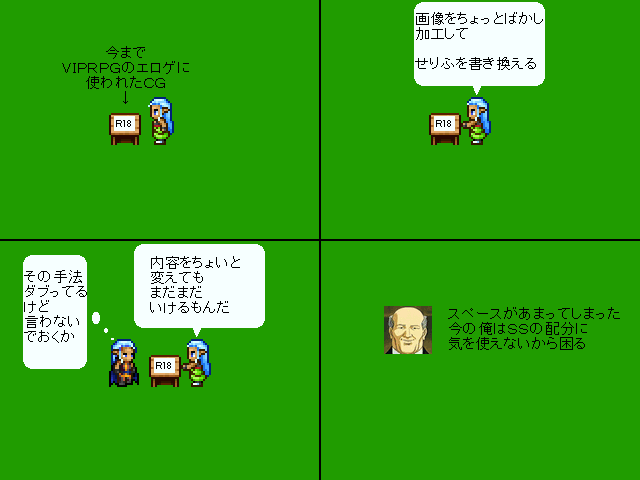 今まで
VIPRPGのエロゲに
使われたCG
↓
R18
画像をちょっとばかし
加工して
せりふを書き換える
R18
その手法
ダブってる
けど
言わない
でおくか
内容をちょいと
変えても
まだまだ
いけるもんだ
R18
スペースがあまってしまった
今の俺はSSの配分に
気を使えないから困る